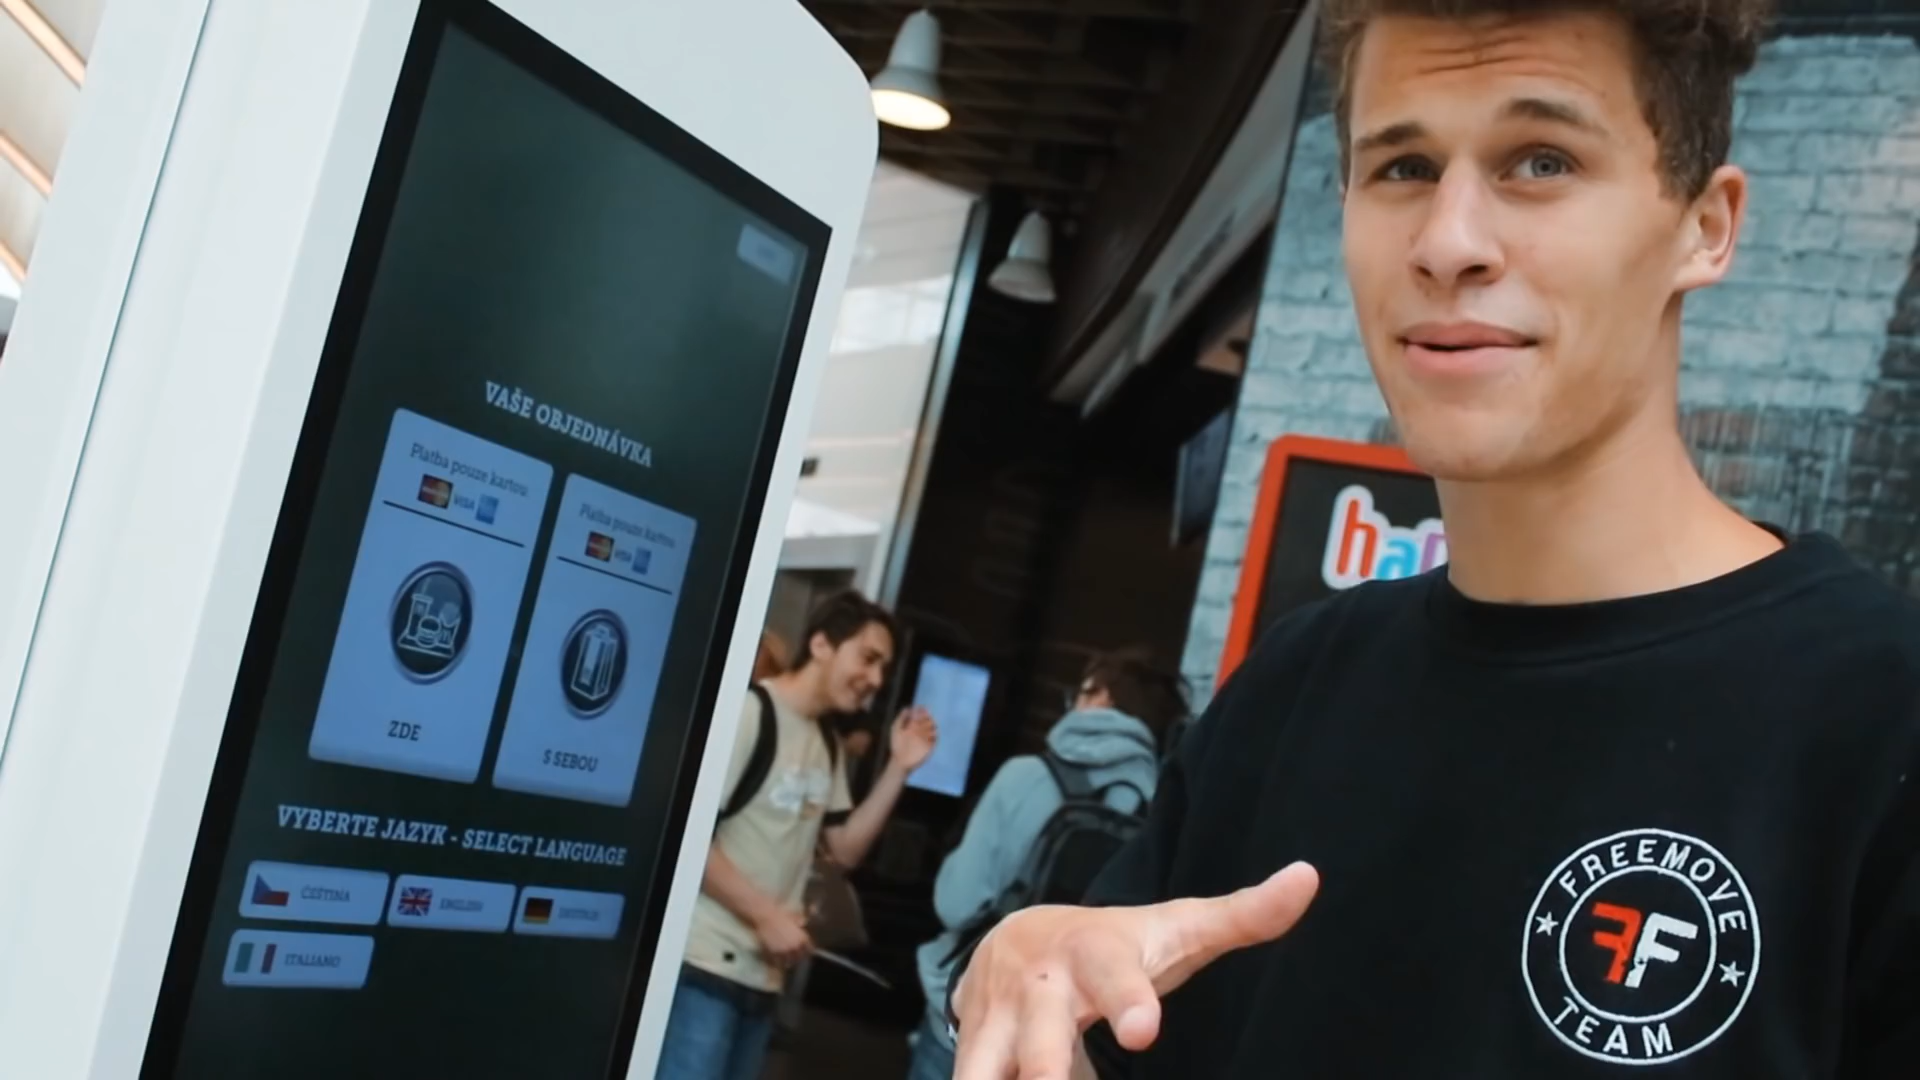 VAŠE OBJEDNÁVKA
Platba pouze kartou
VISA
Platba pouze kartou
VISA
ZDE
S SEBOU
VYBERTE JAZYK - SELECT LANGUAGE
ČEŠTINA
ENGLISH
ITALIANO
FREEMOVE
FF
TEAM